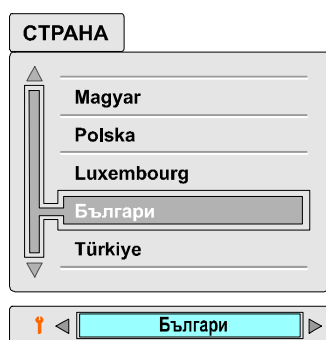 СТРАНА
Magyar
Polska
Luxembourg
Българи
Türkiye
Българи